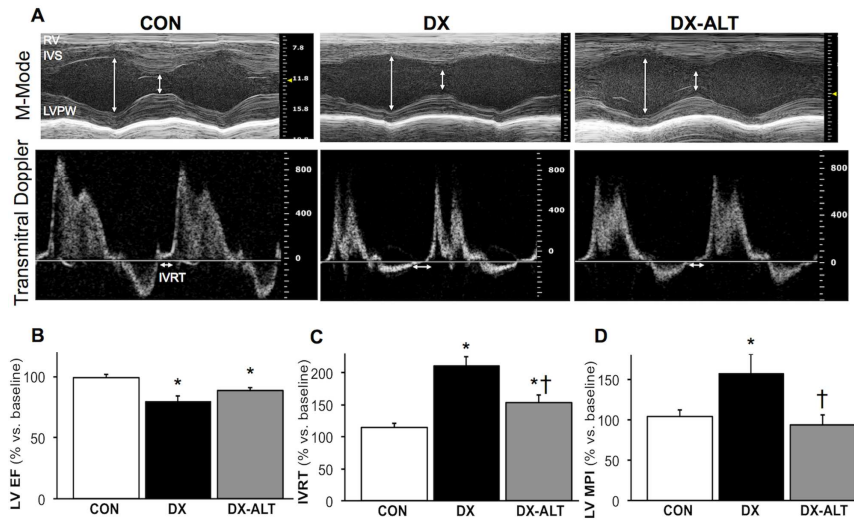 A
CON
DX
DX-ALT
M-Mode
RV
IVS
LVPW
7.8
11.8
15.8
Transmitral Doppler
800
400
0
IVRT
800
400
0
800
400
0
B
LV EF (% vs. baseline)
100
50
0
*
*
CON
DX
DX-ALT
C
IVRT (% vs. baseline)
200
150
100
50
0
*
*†
CON
DX
DX-ALT
D
LV MPI (% vs. baseline)
150
100
50
0
*
†
CON
DX
DX-ALT